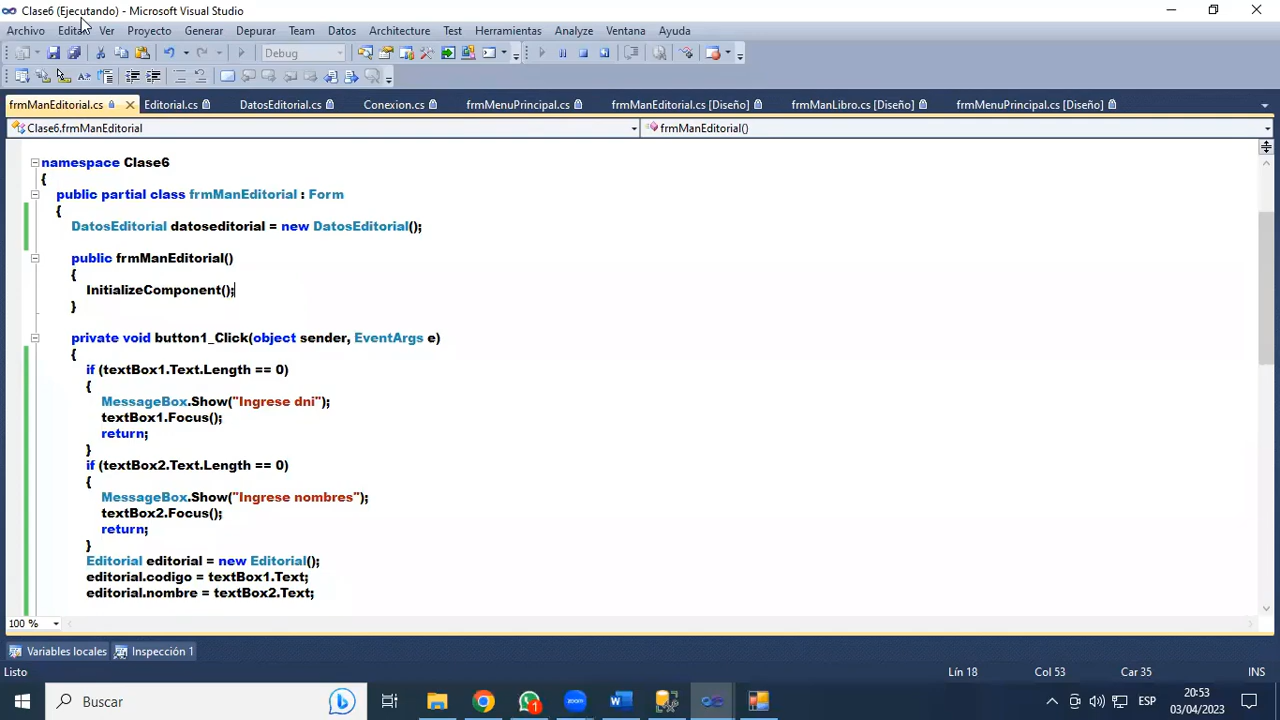 Clase6 (Ejecutando) - Microsoft Visual Studio
Archivo Editar Ver Proyecto Generar Depurar Team Datos Architecture Test Herramientas Analyze Ventana Ayuda
Debug
frmManEditorial.cs Editorial.cs DatosEditorial.cs Conexion.cs frmMenuPrincipal.cs frmManEditorial.cs [Diseño] frmManLibro.cs [Diseño] frmMenuPrincipal.cs [Diseño]
Clase6.frmManEditorial frmManEditorial()
namespace Clase6
{
public partial class frmManEditorial : Form
{
DatosEditorial datoseditorial = new DatosEditorial();
public frmManEditorial()
{
InitializeComponent();
}
private void button1_Click(object sender, EventArgs e)
{
if (textBox1.Text.Length == 0)
{
MessageBox.Show("Ingrese dni");
textBox1.Focus();
return;
}
if (textBox2.Text.Length == 0)
{
MessageBox.Show("Ingrese nombres");
textBox2.Focus();
return;
}
Editorial editorial = new Editorial();
editorial.codigo = textBox1.Text;
editorial.nombre = textBox2.Text;
100 %
Variables locales Inspección 1
Listo Lín 18 Col 53 Car 35 INS
Buscar 1 zoom W ESP 20:53
03/04/2023